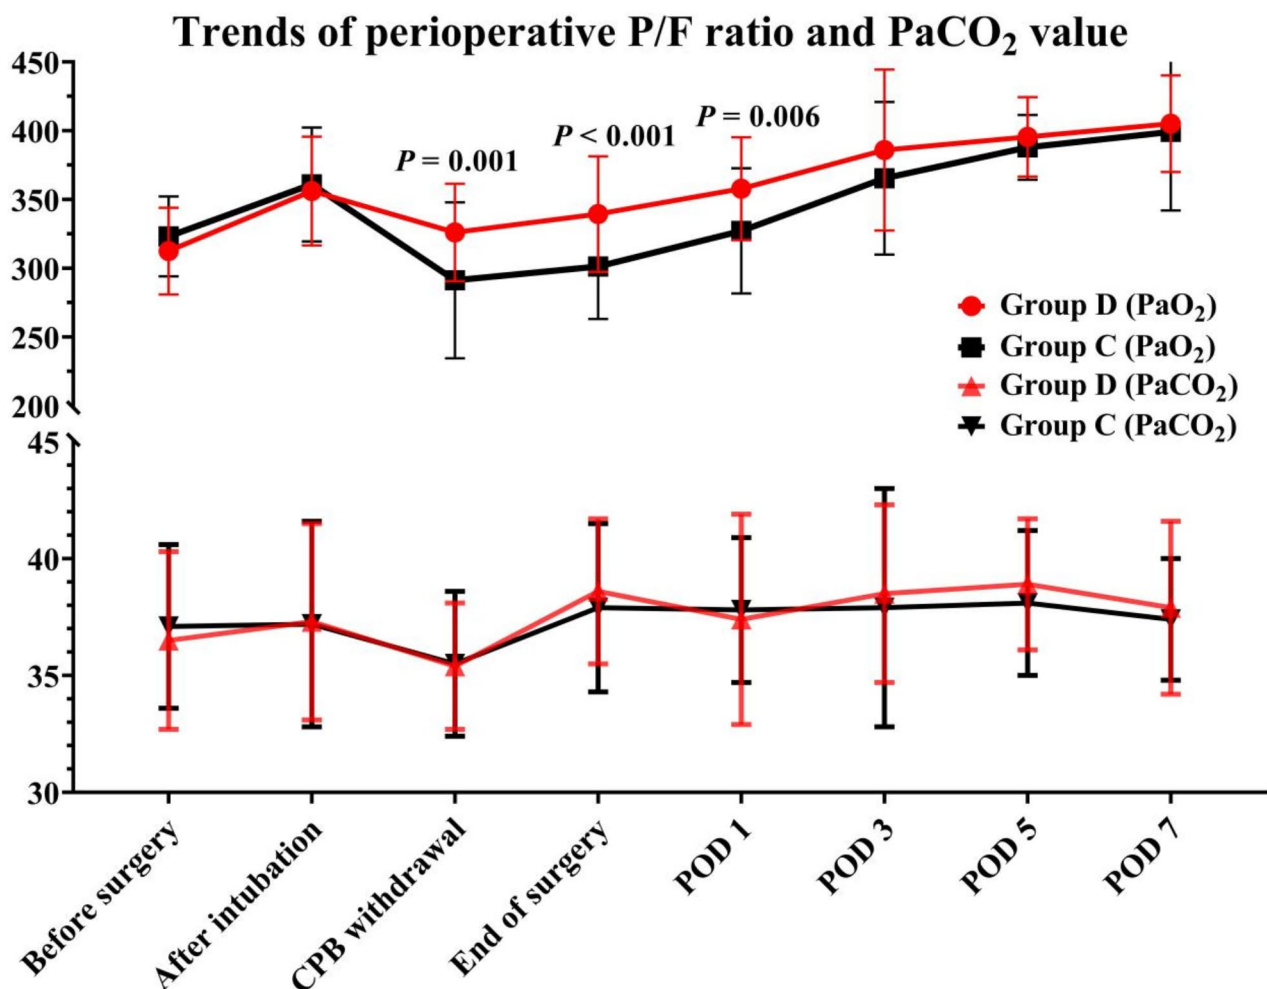 Trends of perioperative P/F ratio and PaCO₂ value
450
400
350
300
250
200
P = 0.001
P < 0.001
P = 0.006
Group D (PaO₂)
Group C (PaO₂)
Group D (PaCO₂)
Group C (PaCO₂)
45
40
35
30
Before surgery
After intubation
CPB withdrawal
End of surgery
POD 1
POD 3
POD 5
POD 7